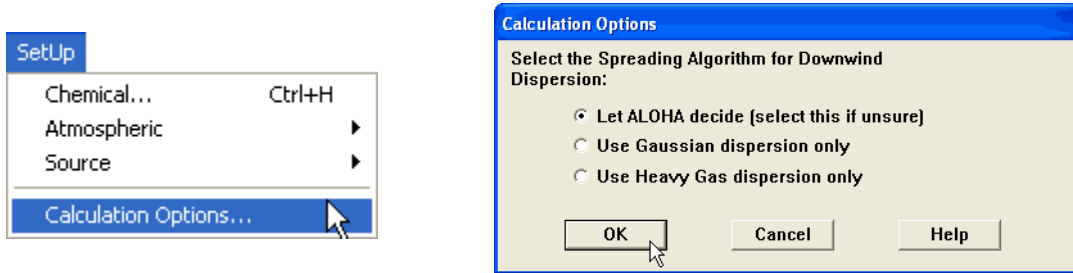 SetUp
Chemical... Ctrl+H
Atmospheric
Source
Calculation Options...
Calculation Options
Select the Spreading Algorithm for Downwind
Dispersion:
Let ALOHA decide (select this if unsure)
Use Gaussian dispersion only
Use Heavy Gas dispersion only
OK Cancel Help